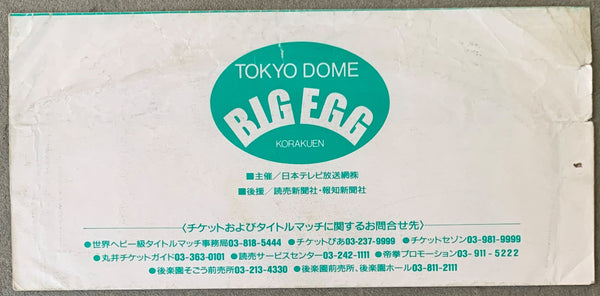 TOKYO DOME
BIG EGG
KORAKUEN
■主催／日本テレビ放送網㈱
■後援／読売新聞社・報知新聞社
〈チケットおよびタイトルマッチに関するお問合せ先〉
●世界ヘビー級タイトルマッチ事務局03-818-5444 ●チケットぴあ03-237-9999 ●チケットセゾン03-981-9999
●丸井チケットガイド03-363-0101 ●読売サービスセンター03-242-1111 ●帝拳プロモーション03-911-5222
●後楽園そごう前売所03-213-4330 ●後楽園前売所、後楽園ホール03-811-2111